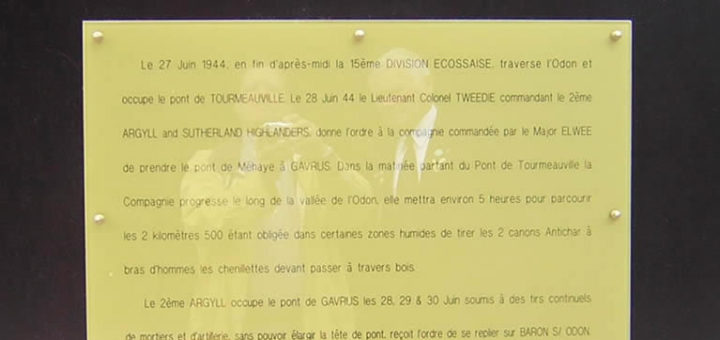 Le 27 Juin 1944, en fin d'après-midi la 15ème DIVISION ECOSSAISE, traverse l'Odon et
occupe le pont de TOURMEAUVILLE. Le 28 Juin 44 le Lieutenant Colonel TWEEDIE commandant le 2ème
ARGYLL and SUTHERLAND HIGHLANDERS, donne l'ordre à la compagnie commandée par le Major ELWEE
de prendre le pont de Méhaye à GAVRUS. Dans la matinée partant du Pont de Tourmeauville la
Compagnie progresse le long de la vallée de l'Odon, elle mettra environ 5 heures pour parcourir
les 2 kilomètres 500 étant obligée dans certaines zones humides de tirer les 2 canons Antichar à
bras d'hommes les chenillettes devant passer à travers bois.
Le 2ème ARGYLL occupe le pont de GAVRUS les 28, 29 & 30 Juin soumis à des tirs continuels
de mortiers et d'artillerie, sans pouvoir élargir la tête de pont, reçoit l'ordre de se replier sur BARON S/ ODON.